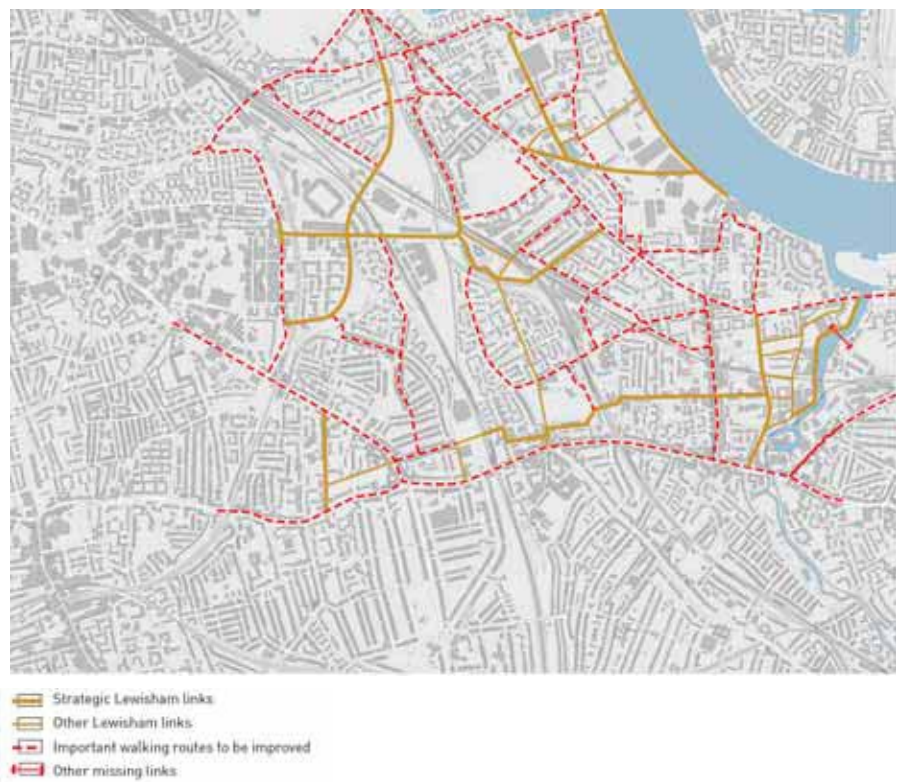 Strategic Lewisham links
Other Lewisham links
Important walking routes to be improved
Other missing links